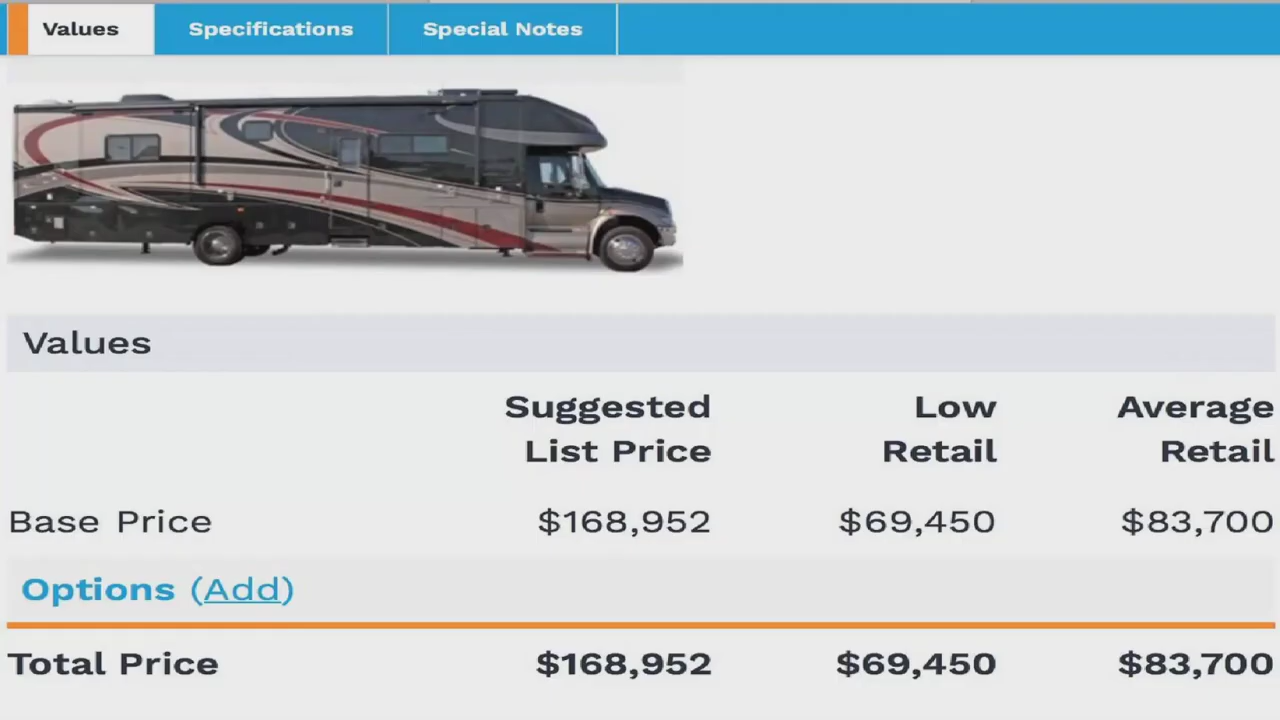 Values Specifications Special Notes
Values
Suggested Low Average
List Price Retail Retail
Base Price $168,952 $69,450 $83,700
Options (Add)
Total Price $168,952 $69,450 $83,700